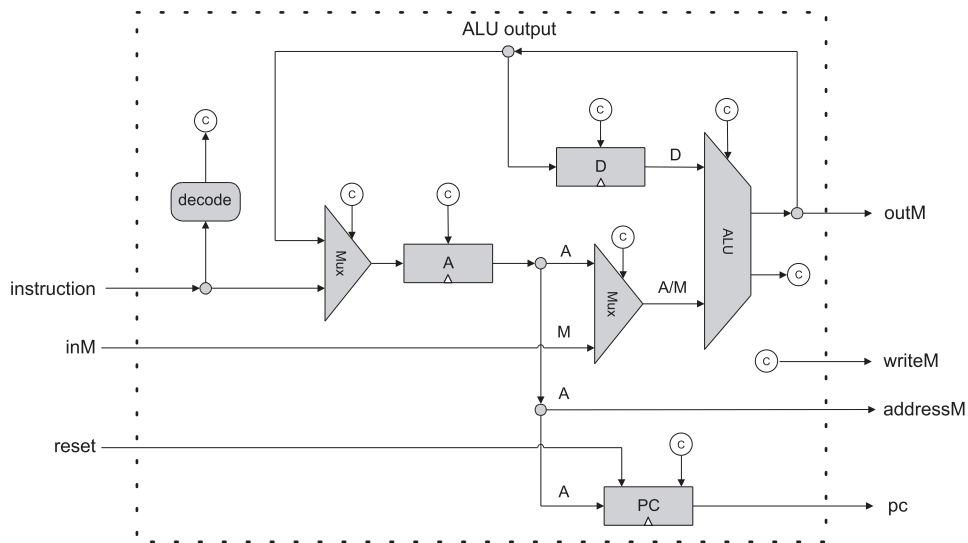 ALU output
C
C
C
D
D
decode
C
C
C
ALU
outM
Mux
A
A
Mux
A/M
C
instruction
inM
M
C
writeM
A
addressM
reset
C
A
PC
pc